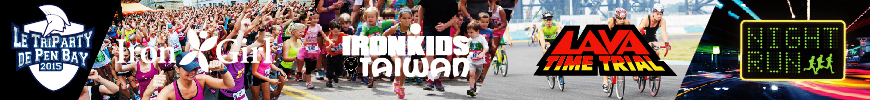 LE TRIPARTY
DE PEN BAY
2015
Iron Girl
IRONKIDS
TAIWAN
LAVA
TIME TRIAL
NIGHT
RUN